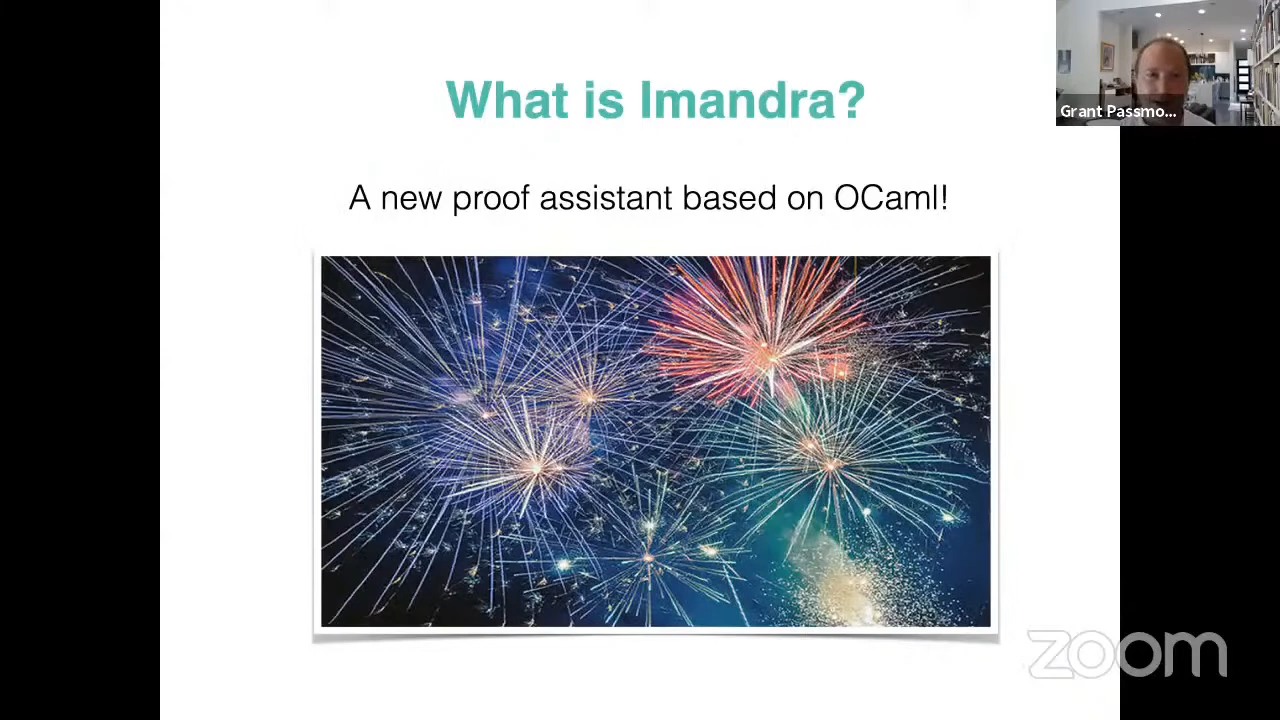 What is Imandra?
Grant Passmo...
A new proof assistant based on OCaml!
zoom